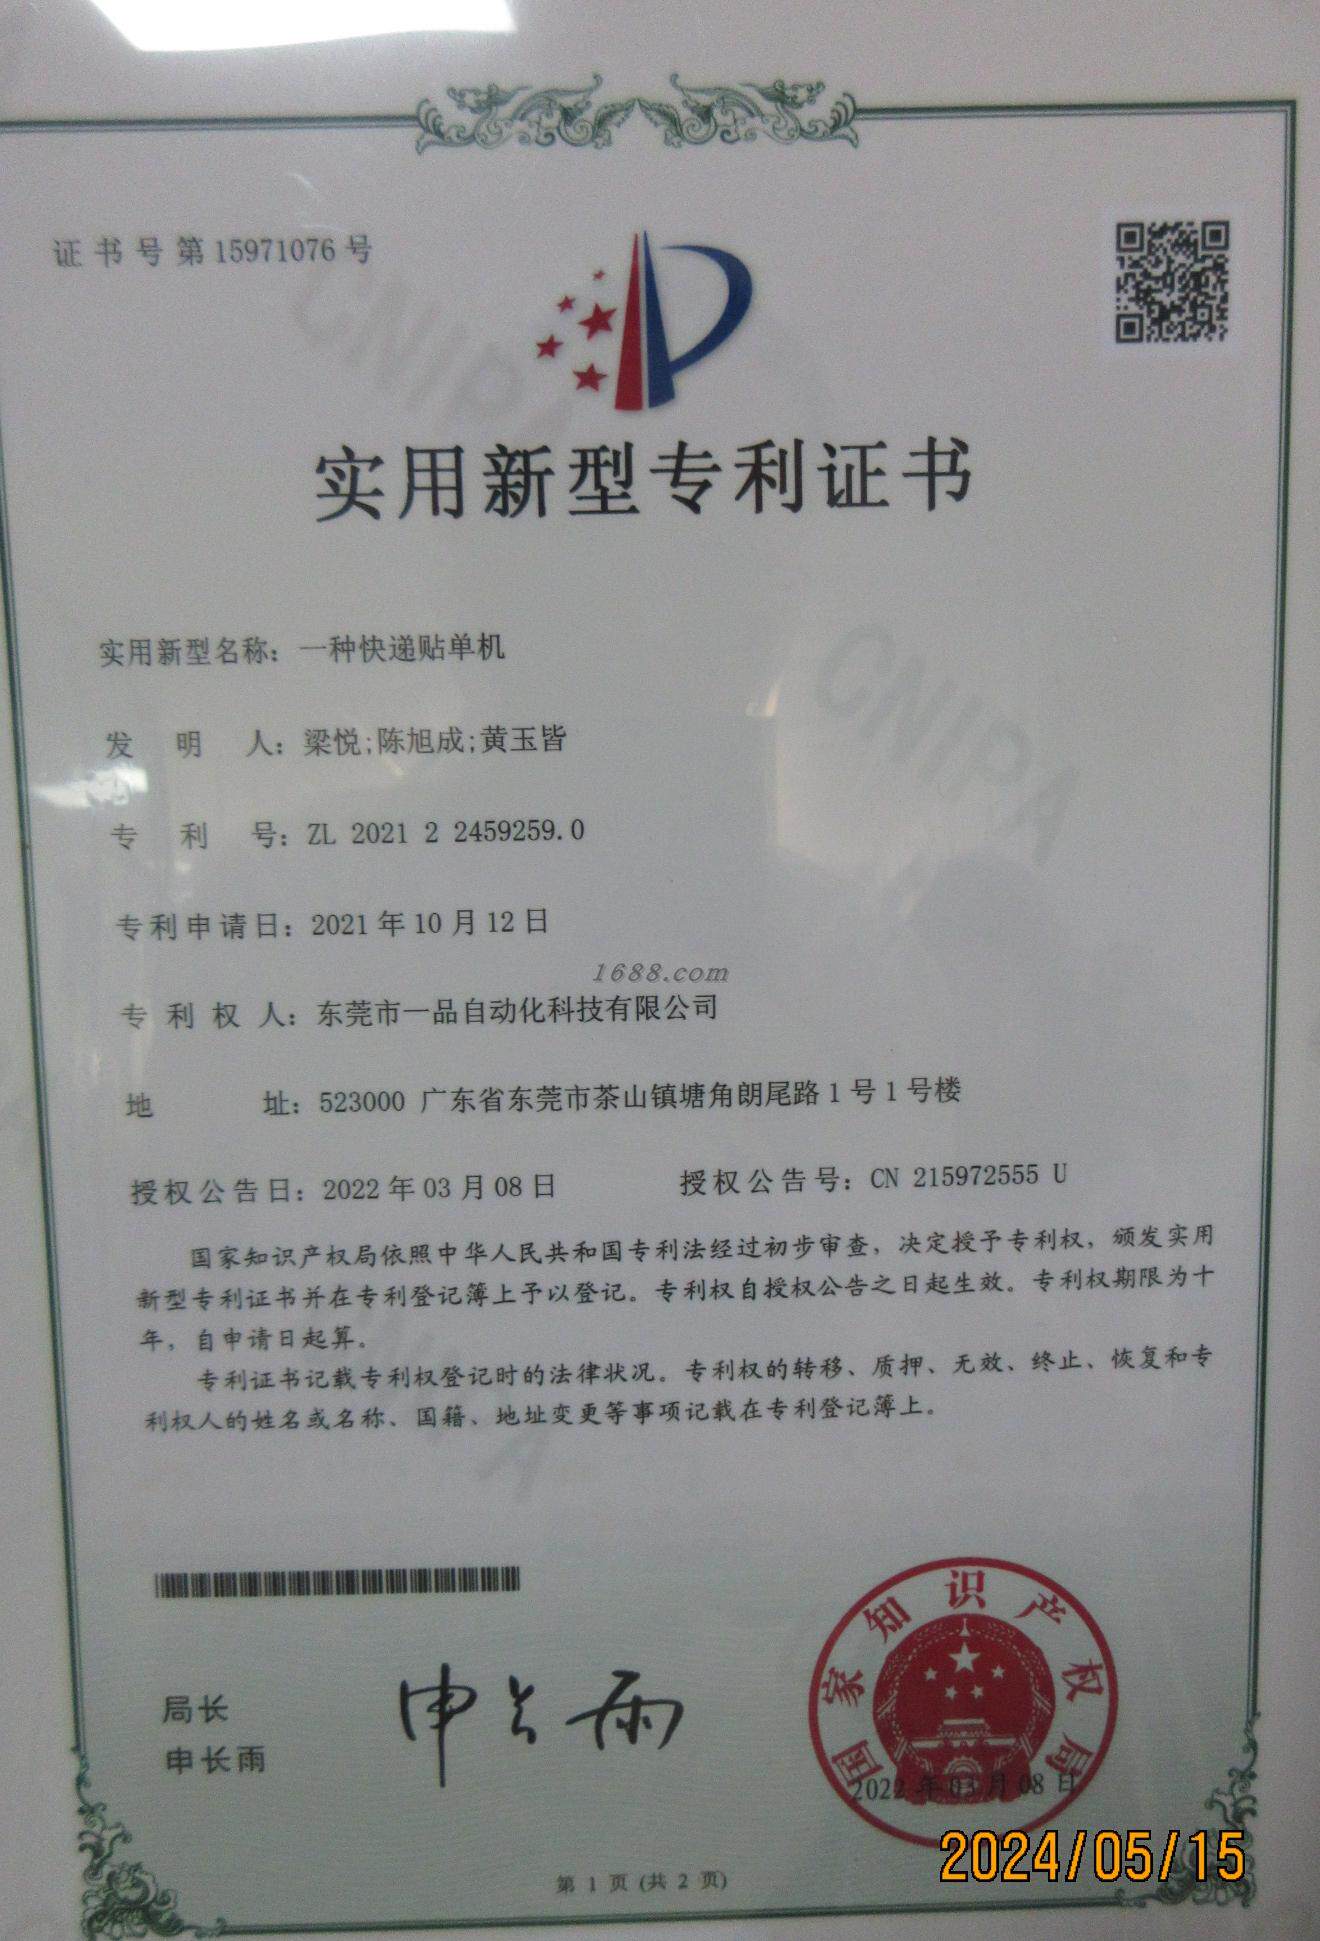 证书号第15971076号
实用新型专利证书
实用新型名称：一种快递贴单机
发明人：梁悦;陈旭成;黄玉皆
专利号：ZL 2021 2 2459259.0
专利申请日：2021年10月12日
1688.com
专利权人：东莞市一品自动化科技有限公司
地址：523000 广东省东莞市茶山镇塘角朗尾路1号1号楼
授权公告日：2022年03月08日 授权公告号：CN 215972555 U
国家知识产权局依照中华人民共和国专利法经过初步审查，决定授予专利权，颁发实用
新型专利证书并在专利登记簿上予以登记。专利权自授权公告之日起生效。专利权期限为十
年，自申请日起算。
专利证书记载专利权登记时的法律状况。专利权的转移、质押、无效、终止、恢复和专
利权人的姓名或名称、国籍、地址变更等事项记载在专利登记簿上。
局长
申长雨
申长雨
国家知识产权局
2022年03月08日
2024/05/15
第 1 页 (共 2 页)
CNIPA
CNIPA